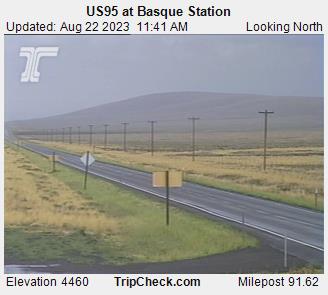 US95 at Basque Station
Updated: Aug 22 2023 11:41 AM Looking North
Elevation 4460 TripCheck.com Milepost 91.62